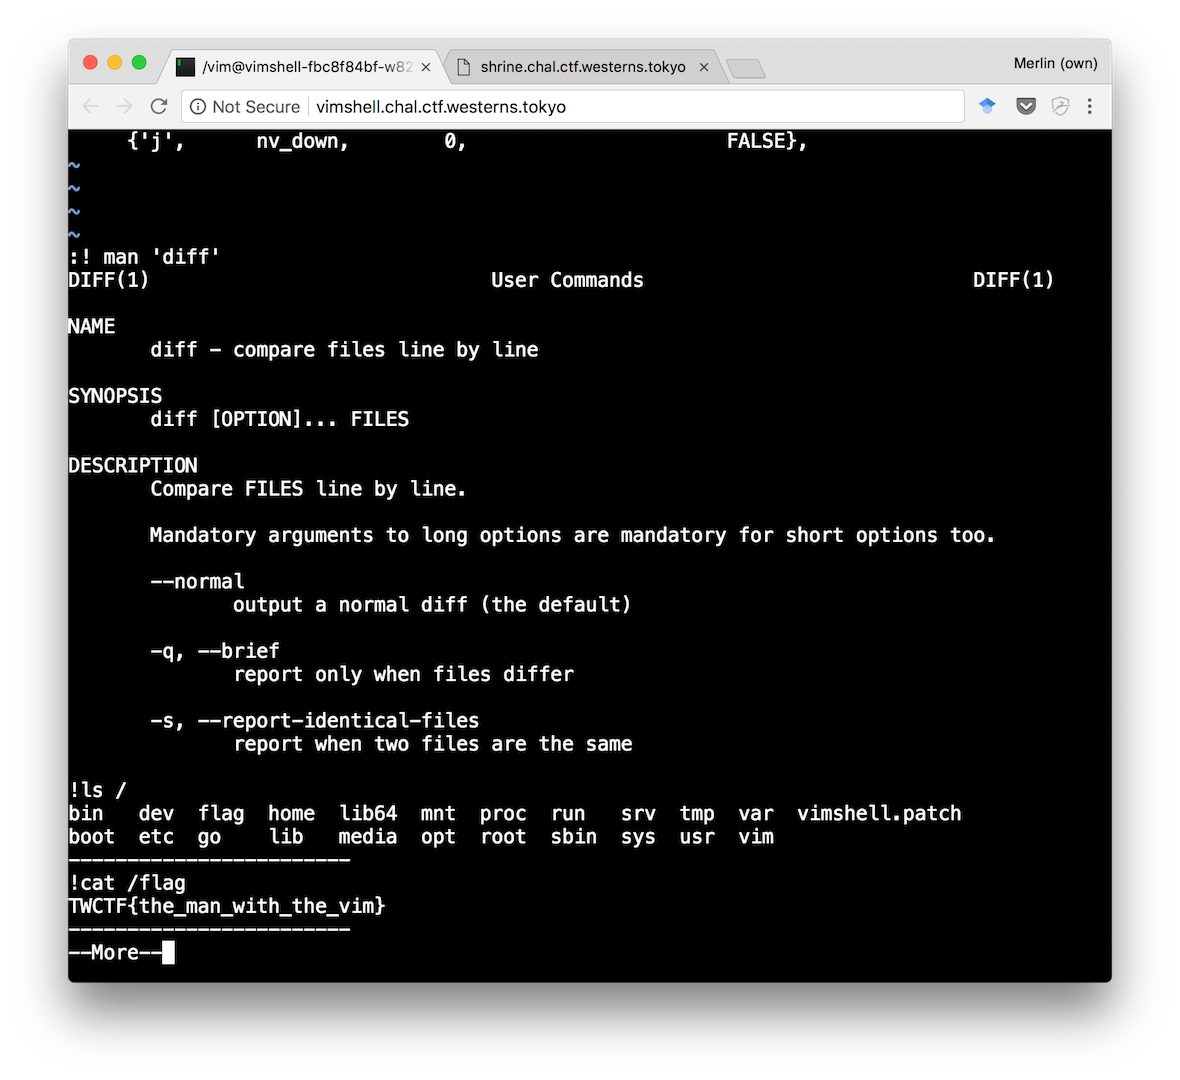 /vim@vimshell-fbc8f84bf-w82
shrine.chal.ctf.westerns.tokyo
Merlin (own)
Not Secure
vimshell.chal.ctf.westerns.tokyo
{'j', nv_down, 0, FALSE},
~
~
~
~
:! man 'diff'
DIFF(1) User Commands DIFF(1)
NAME
diff - compare files line by line
SYNOPSIS
diff [OPTION]... FILES
DESCRIPTION
Compare FILES line by line.
Mandatory arguments to long options are mandatory for short options too.
--normal
output a normal diff (the default)
-q, --brief
report only when files differ
-s, --report-identical-files
report when two files are the same
!ls /
bin dev flag home lib64 mnt proc run srv tmp var vimshell.patch
boot etc go lib media opt root sbin sys usr vim
------------------------
!cat /flag
TWCTF{the_man_with_the_vim}
------------------------
--More--